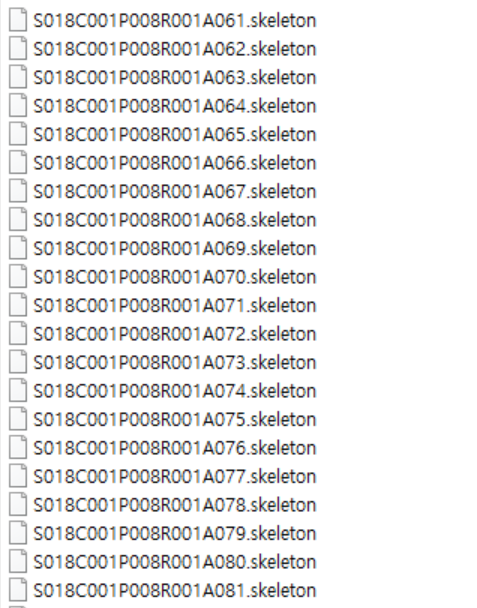 S018C001P008R001A061.skeleton
S018C001P008R001A062.skeleton
S018C001P008R001A063.skeleton
S018C001P008R001A064.skeleton
S018C001P008R001A065.skeleton
S018C001P008R001A066.skeleton
S018C001P008R001A067.skeleton
S018C001P008R001A068.skeleton
S018C001P008R001A069.skeleton
S018C001P008R001A070.skeleton
S018C001P008R001A071.skeleton
S018C001P008R001A072.skeleton
S018C001P008R001A073.skeleton
S018C001P008R001A074.skeleton
S018C001P008R001A075.skeleton
S018C001P008R001A076.skeleton
S018C001P008R001A077.skeleton
S018C001P008R001A078.skeleton
S018C001P008R001A079.skeleton
S018C001P008R001A080.skeleton
S018C001P008R001A081.skeleton